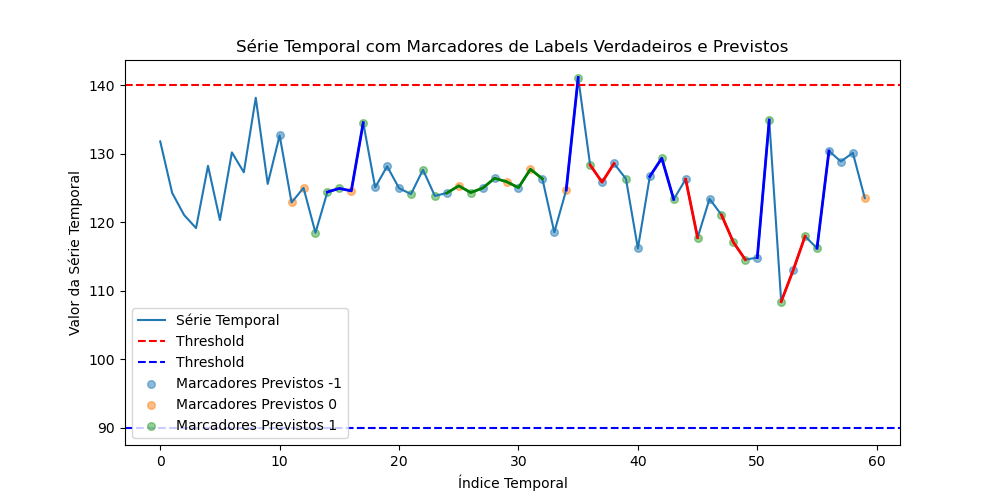 Série Temporal com Marcadores de Labels Verdadeiros e Previstos
Valor da Série Temporal
140
130
120
110
100
90
Série Temporal
Threshold
Threshold
Marcadores Previstos -1
Marcadores Previstos 0
Marcadores Previstos 1
0
10
20
30
40
50
60
Índice Temporal